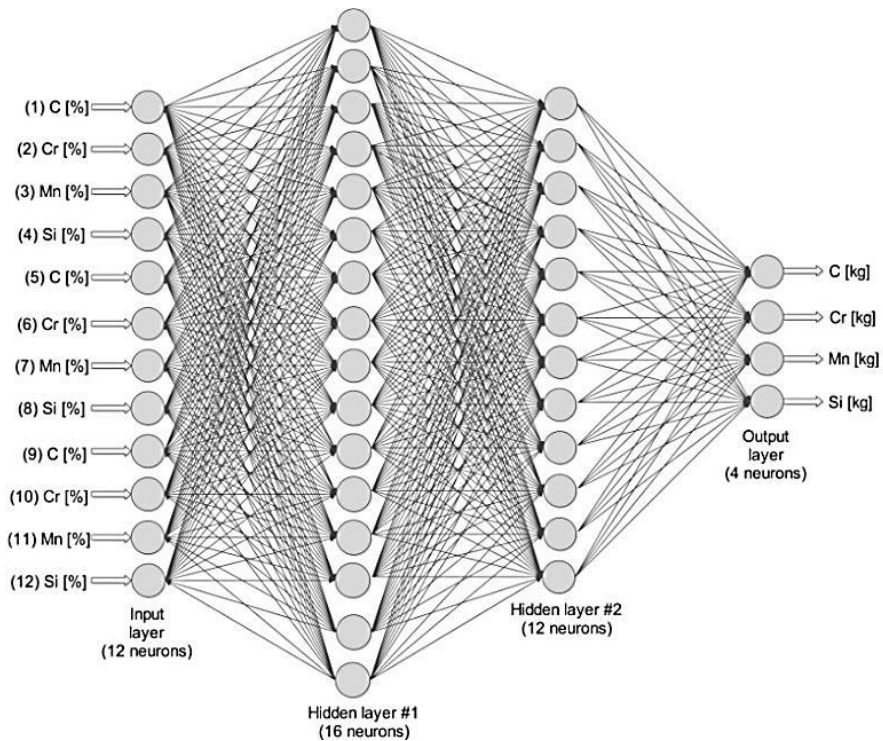 (1) C [%]
(2) Cr [%]
(3) Mn [%]
(4) Si [%]
(5) C [%]
(6) Cr [%]
(7) Mn [%]
(8) Si [%]
(9) C [%]
(10) Cr [%]
(11) Mn [%]
(12) Si [%]
Input
layer
(12 neurons)
Hidden layer #1
(16 neurons)
Hidden layer #2
(12 neurons)
C [kg]
Cr [kg]
Mn [kg]
Si [kg]
Output
layer
(4 neurons)